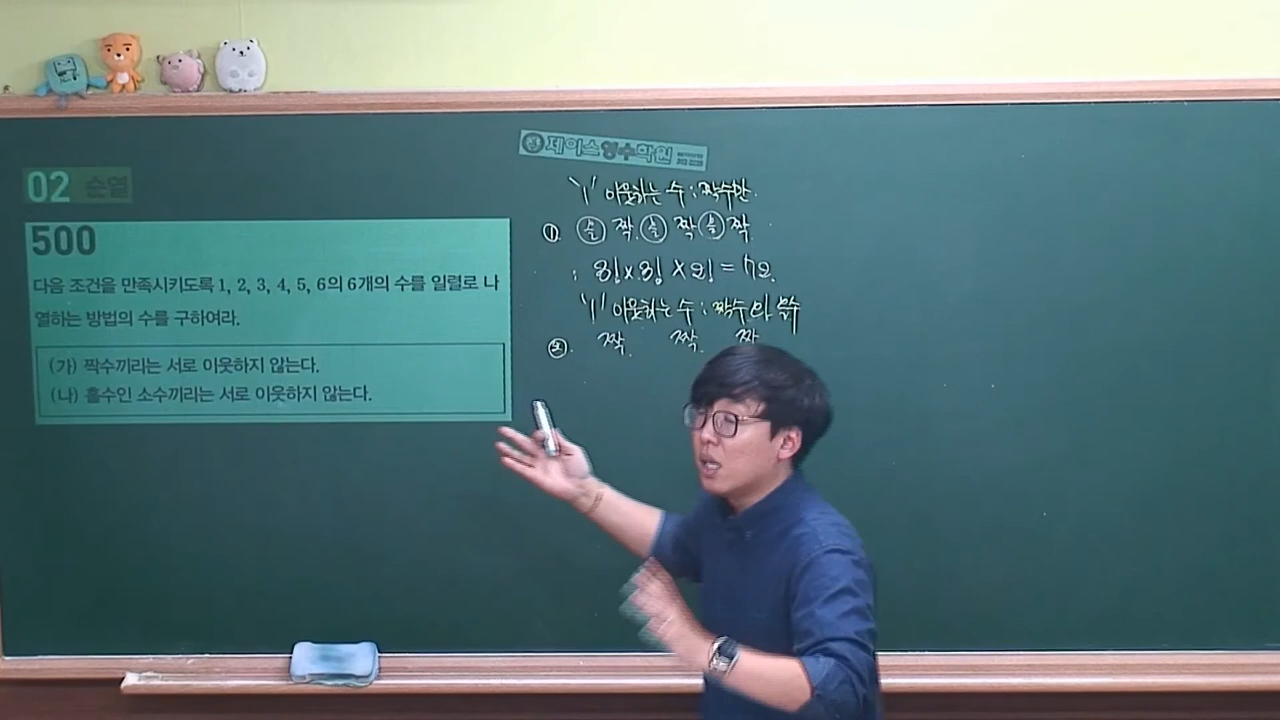 제이스영수학원
02 순열
500
다음 조건을 만족시키도록 1, 2, 3, 4, 5, 6의 6개의 수를 일렬로 나
열하는 방법의 수를 구하여라.
(가) 짝수끼리는 서로 이웃하지 않는다.
(나) 홀수인 소수끼리는 서로 이웃하지 않는다.
'1' 이웃하는 수 : 짝수만.
①. 홀 짝 홀 짝 홀 짝
: 3! × 3! × 2! = 72.
'1' 이웃하는 수 : 짝수와 홀수
②. 짝. 짝. 짝